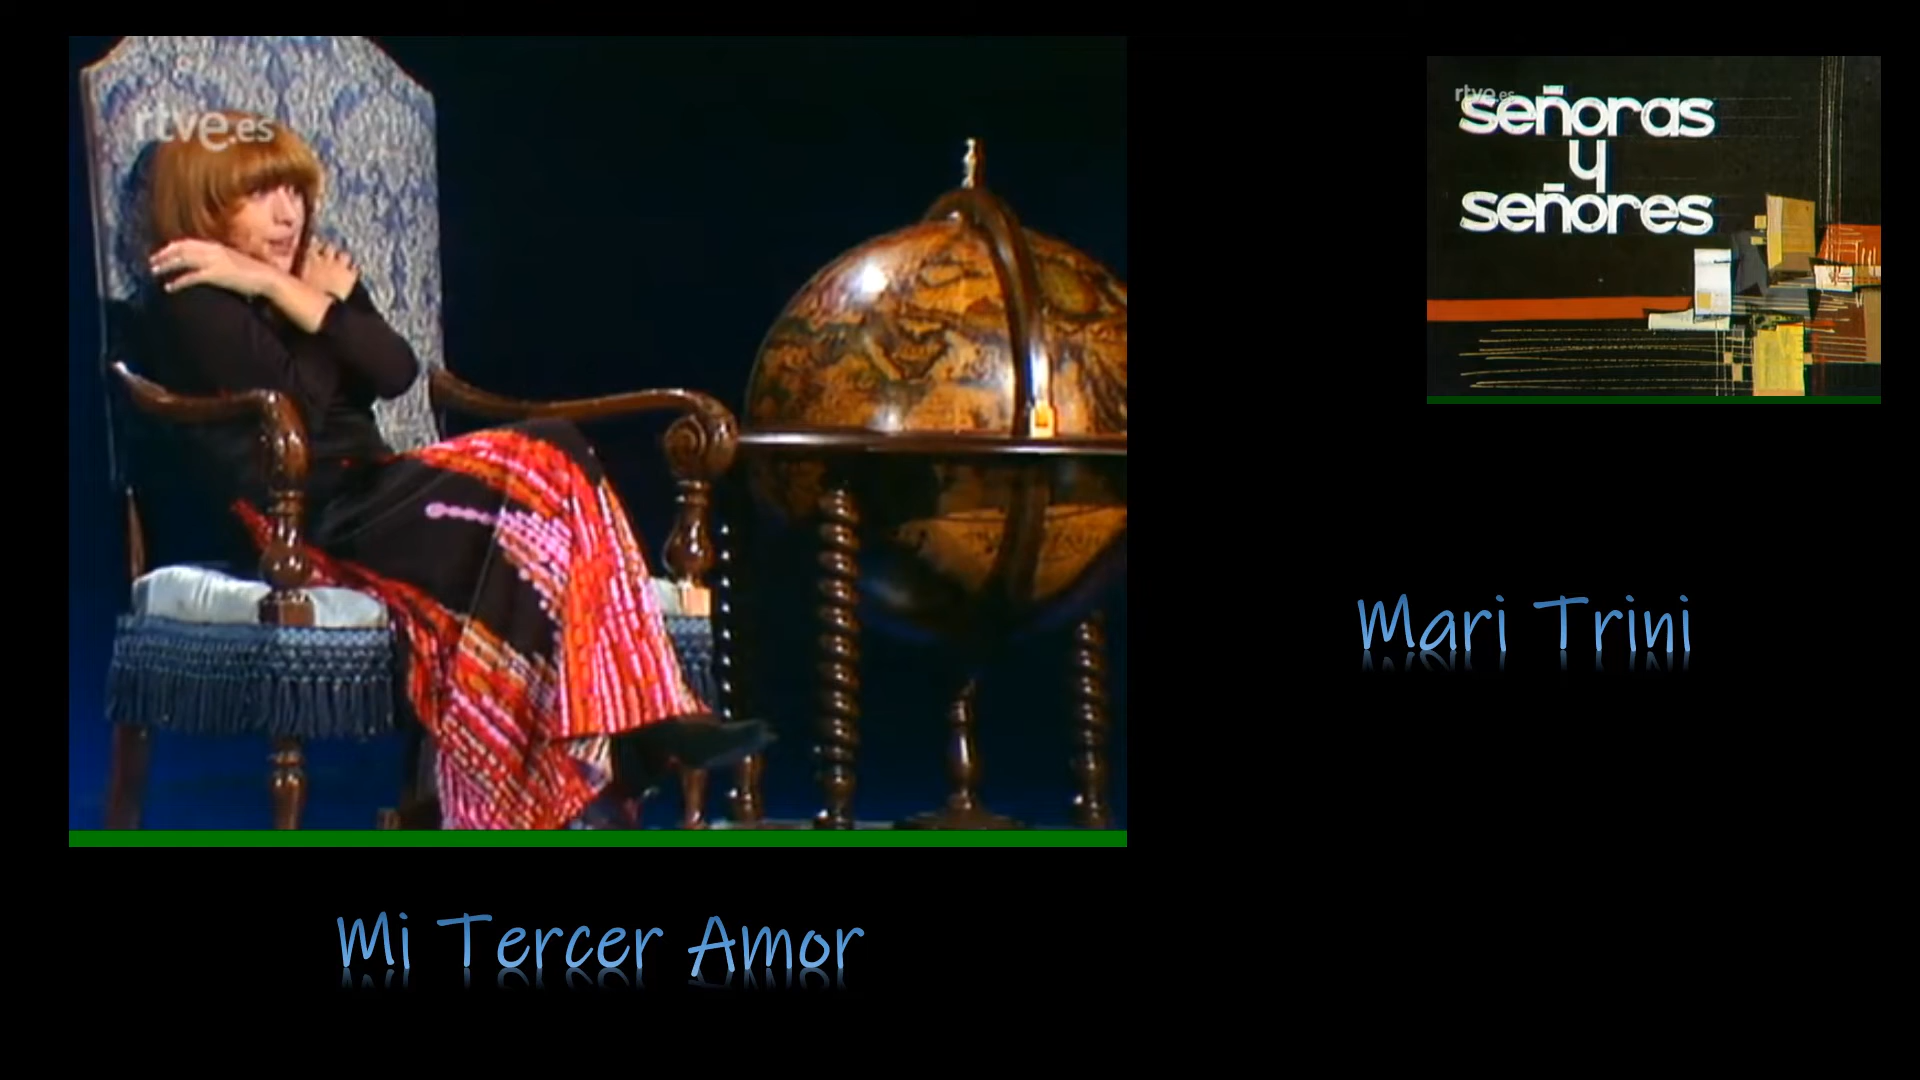 rtve.es
rtve.es
señoras
y
señores
Mari Trini
Mi Tercer Amor